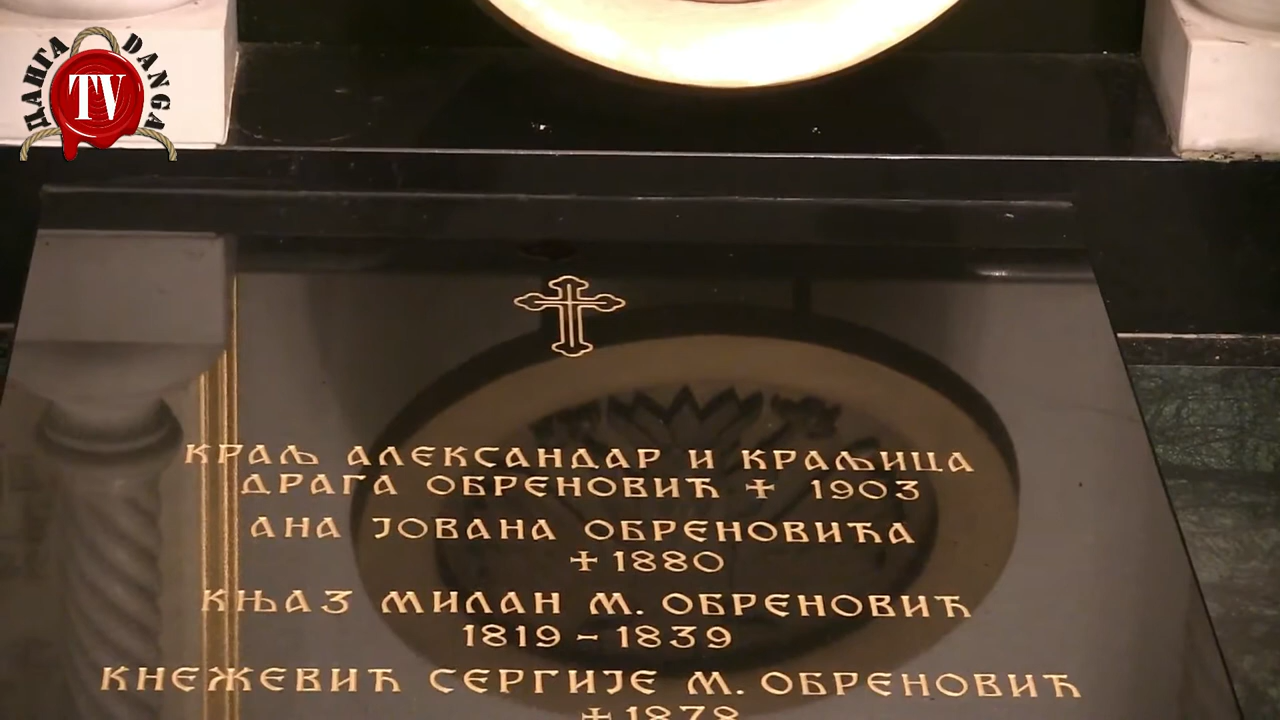 ДАНГА TV DANGA
КРАЉ АЛЕКСАНДАР И КРАЉИЦА
ДРАГА ОБРЕНОВИЋ ✝ 1903
АНА ЈОВАНА ОБРЕНОВИЋА
✝ 1880
КЊАЗ МИЛАН М. ОБРЕНОВИЋ
1819 – 1839
КНЕЖЕВИЋ СЕРГИЈЕ М. ОБРЕНОВИЋ
✝ 1878